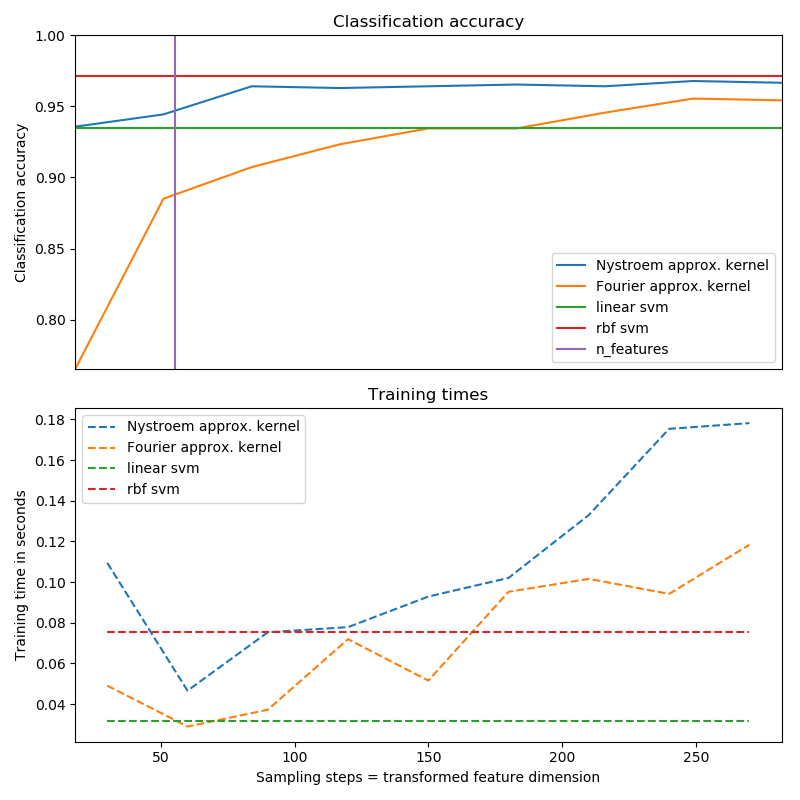 Classification accuracy
Classification accuracy
1.00
0.95
0.90
0.85
0.80
Nystroem approx. kernel
Fourier approx. kernel
linear svm
rbf svm
n_features
Training times
Training time in seconds
0.18
0.16
0.14
0.12
0.10
0.08
0.06
0.04
Nystroem approx. kernel
Fourier approx. kernel
linear svm
rbf svm
50 100 150 200 250
Sampling steps = transformed feature dimension